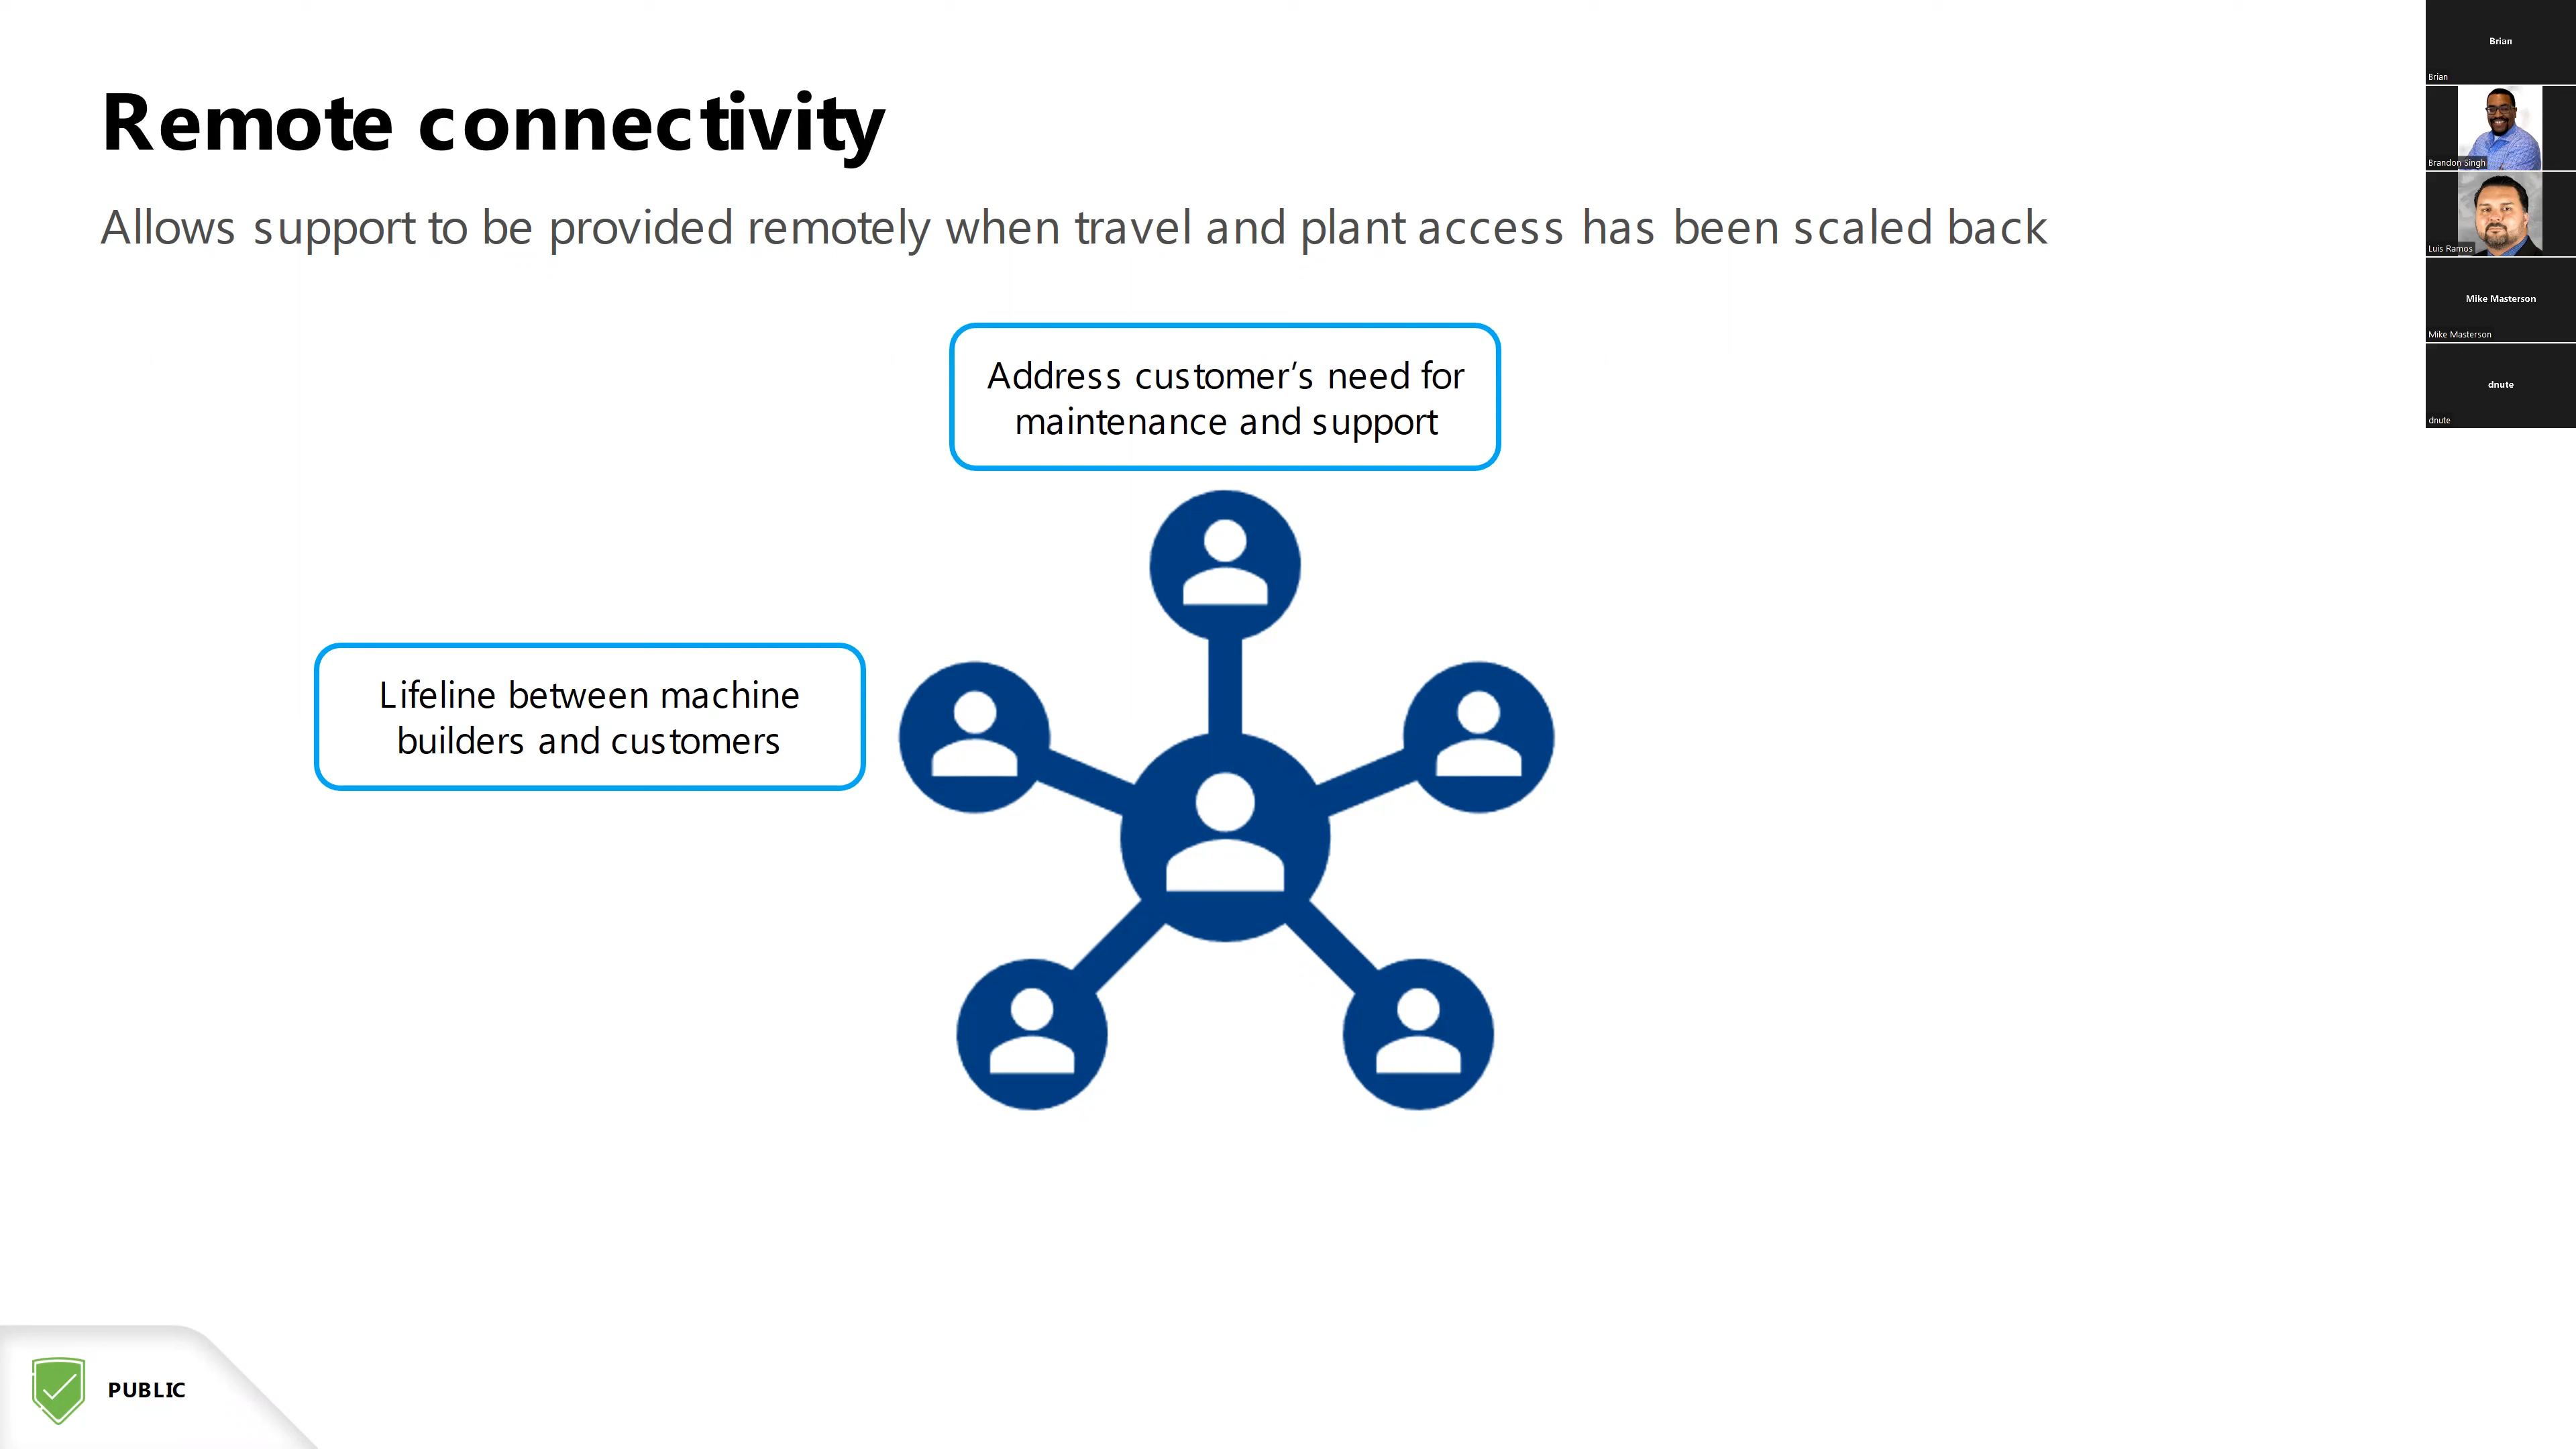 Remote connectivity
Allows support to be provided remotely when travel and plant access has been scaled back
Address customer’s need for
maintenance and support
Lifeline between machine
builders and customers
PUBLIC
Brian
Brian
Brandon Singh
Luis Ramos
Mike Masterson
Mike Masterson
dnute
dnute